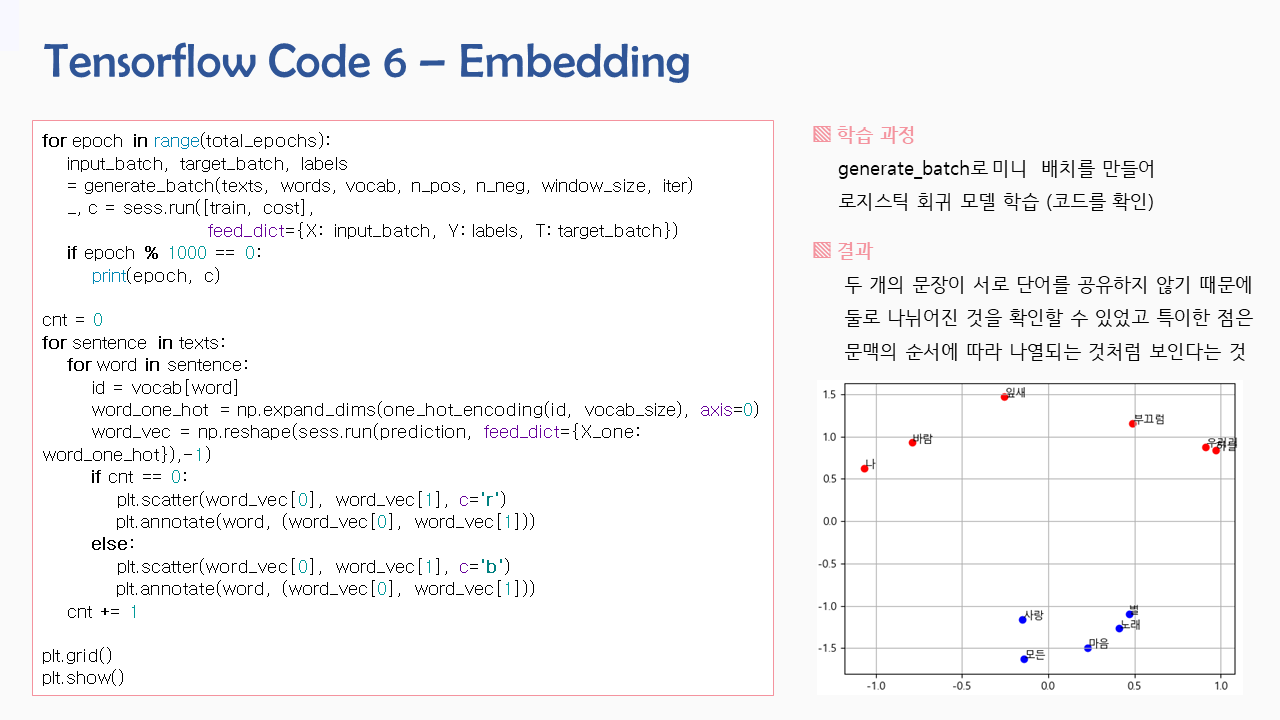 Tensorflow Code 6 – Embedding
for epoch in range(total_epochs):
input_batch, target_batch, labels
= generate_batch(texts, words, vocab, n_pos, n_neg, window_size, iter)
_, c = sess.run([train, cost],
feed_dict={X: input_batch, Y: labels, T: target_batch})
if epoch % 1000 == 0:
print(epoch, c)
cnt = 0
for sentence in texts:
for word in sentence:
id = vocab[word]
word_one_hot = np.expand_dims(one_hot_encoding(id, vocab_size), axis=0)
word_vec = np.reshape(sess.run(prediction, feed_dict={X_one:
word_one_hot}),-1)
if cnt == 0:
plt.scatter(word_vec[0], word_vec[1], c='r')
plt.annotate(word, (word_vec[0], word_vec[1]))
else:
plt.scatter(word_vec[0], word_vec[1], c='b')
plt.annotate(word, (word_vec[0], word_vec[1]))
cnt += 1
plt.grid()
plt.show()
학습 과정
generate_batch로 미니 배치를 만들어
로지스틱 회귀 모델 학습 (코드를 확인)
결과
두 개의 문장이 서로 단어를 공유하지 않기 때문에
둘로 나뉘어진 것을 확인할 수 있었고 특이한 점은
문맥의 순서에 따라 나열되는 것처럼 보인다는 것
1.5
1.0
0.5
0.0
-0.5
-1.0
-1.5
잎새
부끄럼
바람
나
사랑
별
노래
마음
모든
-1.0
-0.5
0.0
0.5
1.0